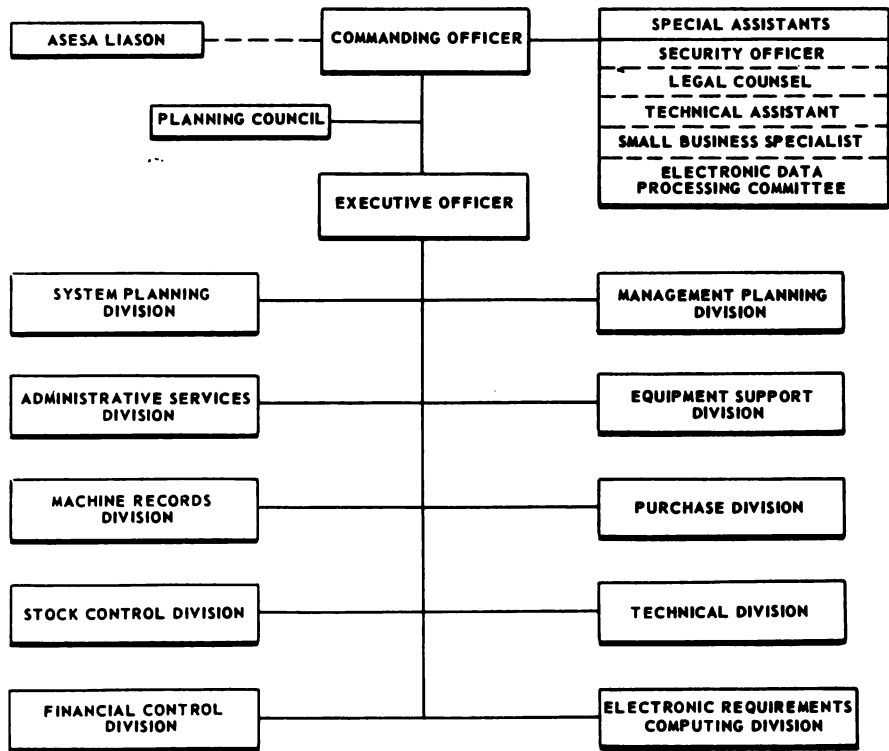 ASESA LIASON
COMMANDING OFFICER
SPECIAL ASSISTANTS
SECURITY OFFICER
LEGAL COUNSEL
TECHNICAL ASSISTANT
SMALL BUSINESS SPECIALIST
ELECTRONIC DATA
PROCESSING COMMITTEE
PLANNING COUNCIL
EXECUTIVE OFFICER
SYSTEM PLANNING
DIVISION
MANAGEMENT PLANNING
DIVISION
ADMINISTRATIVE SERVICES
DIVISION
EQUIPMENT SUPPORT
DIVISION
MACHINE RECORDS
DIVISION
PURCHASE DIVISION
STOCK CONTROL DIVISION
TECHNICAL DIVISION
FINANCIAL CONTROL
DIVISION
ELECTRONIC REQUIREMENTS
COMPUTING DIVISION